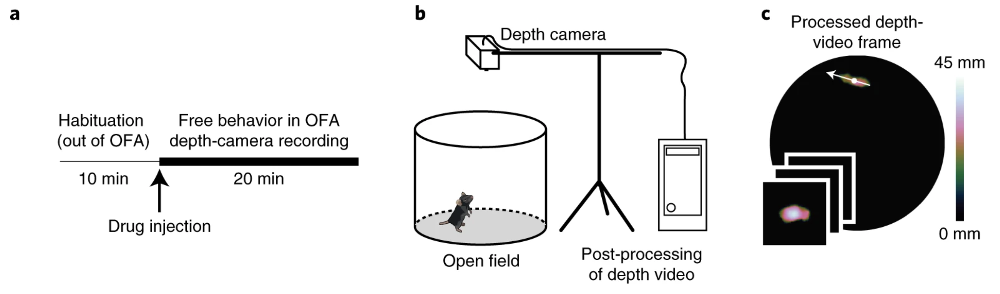 a
Habituation
(out of OFA)
Free behavior in OFA
depth-camera recording
10 min
20 min
Drug injection
b
Depth camera
Open field
Post-processing
of depth video
c
Processed depth-
video frame
45 mm
0 mm